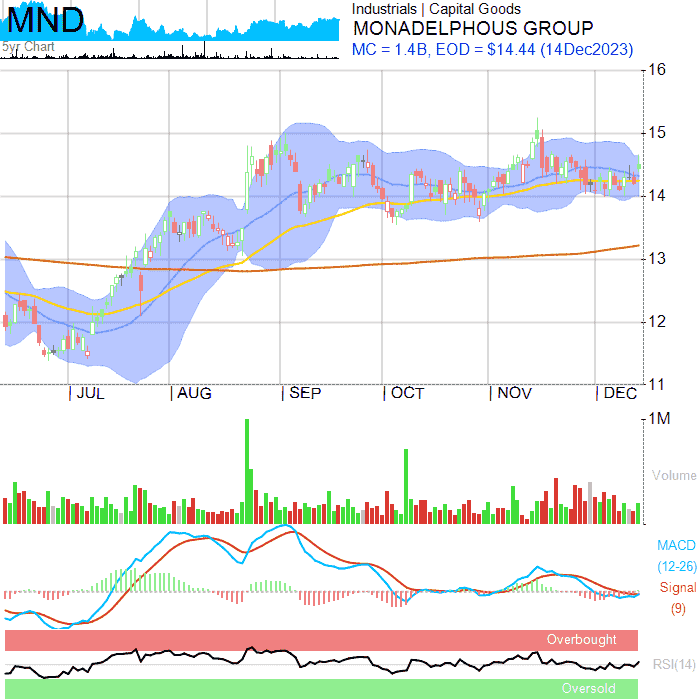 MND
5yr Chart
Industrials | Capital Goods
MONADELPHOUS GROUP
MC = 1.4B, EOD = $14.44 (14Dec2023)
16
15
14
13
12
11
JUL
AUG
SEP
OCT
NOV
DEC
1M
Volume
MACD
(12-26)
Signal
(9)
Overbought
RSI(14)
Oversold